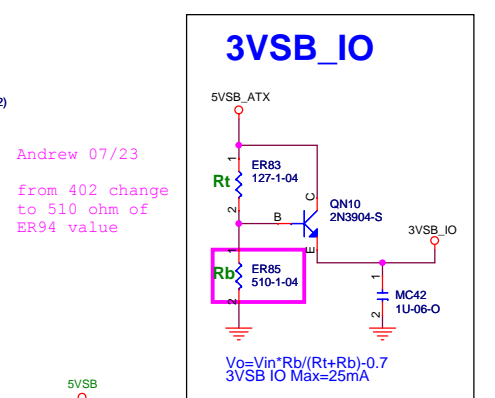 3VSB_IO
2)
5VSB_ATX
Andrew 07/23
from 402 change
to 510 ohm of
ER94 value
1
Rt
ER83
127-1-04
2
C
B
E
QN10
2N3904-S
3VSB_IO
1
Rb
ER85
510-1-04
2
1
MC42
1U-06-O
2
Vo=Vin*Rb/(Rt+Rb)-0.7
3VSB IO Max=25mA
5VSB